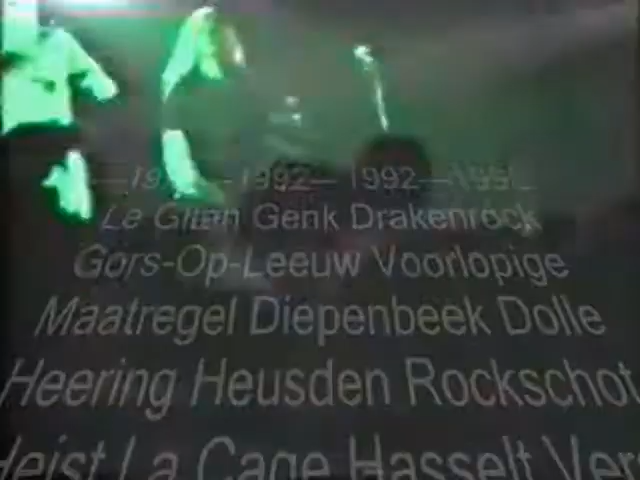 1992—1992—
Le Gitan Genk Drakenrock
Gors-Op-Leeuw Voorlopige
Maatregel Diepenbeek Dolle
Heering Heusden Rockschot
Heist La Cage Hasselt